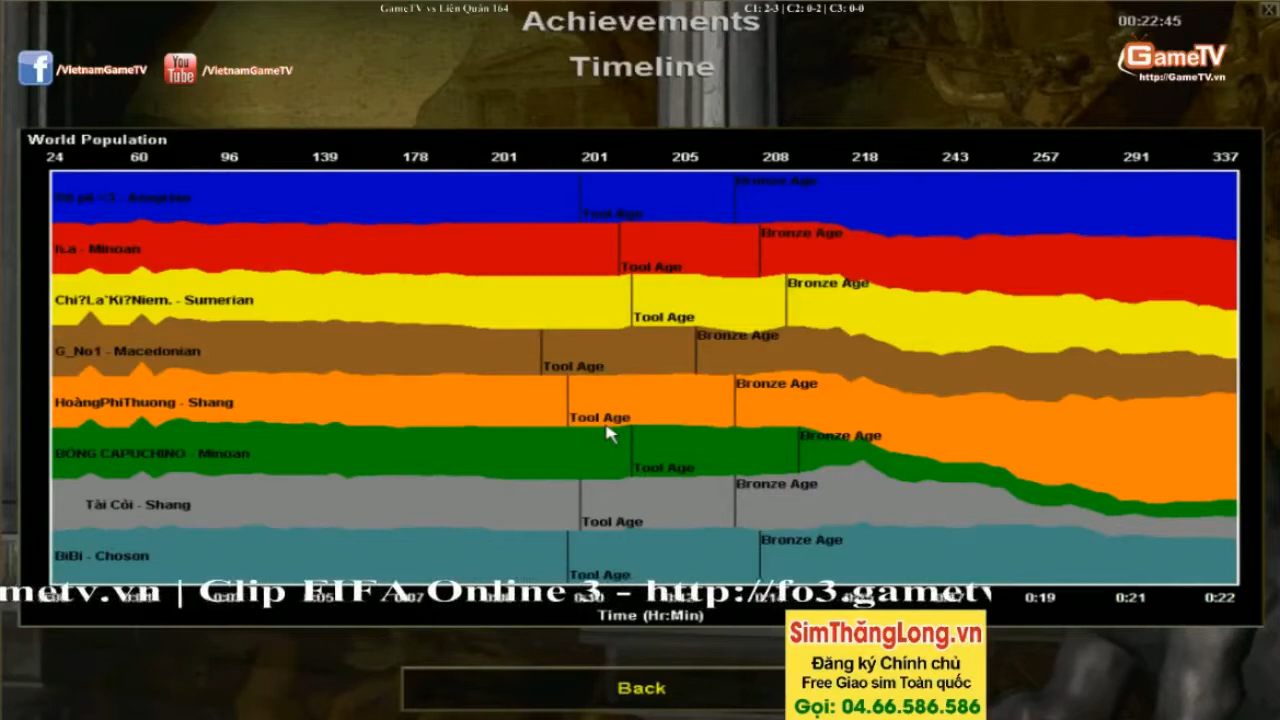 GameTV vs Liên Quân 164
C1: 2-3 | C2: 0-2 | C3: 0-0
Achievements
00:22:45
Timeline
/VietnamGameTV
You Tube
/VietnamGameTV
GameTV
http://GameTV.vn
World Population
24 60 96 139 178 201 201 205 208 218 243 257 291 337
Bronze Age
Tool Age
I.a - Minoan
Bronze Age
Tool Age
Chi?La`Ki?Niem. - Sumerian
Bronze Age
Tool Age
G_No1 - Macedonian
Bronze Age
Tool Age
HoàngPhiThuong - Shang
Bronze Age
Tool Age
BÓNG CAPUCHINO - Minoan
Bronze Age
Tool Age
Tài Còi - Shang
Bronze Age
Tool Age
BiBi - Choson
Bronze Age
Tool Age
metv.vn | Clip FIFA Online 3 - http://fo3.gametv
0:19 0:21 0:22
Time (Hr:Min)
SimThăngLong.vn
Đăng ký Chính chủ
Free Giao sim Toàn quốc
Gọi: 04.66.586.586
Back